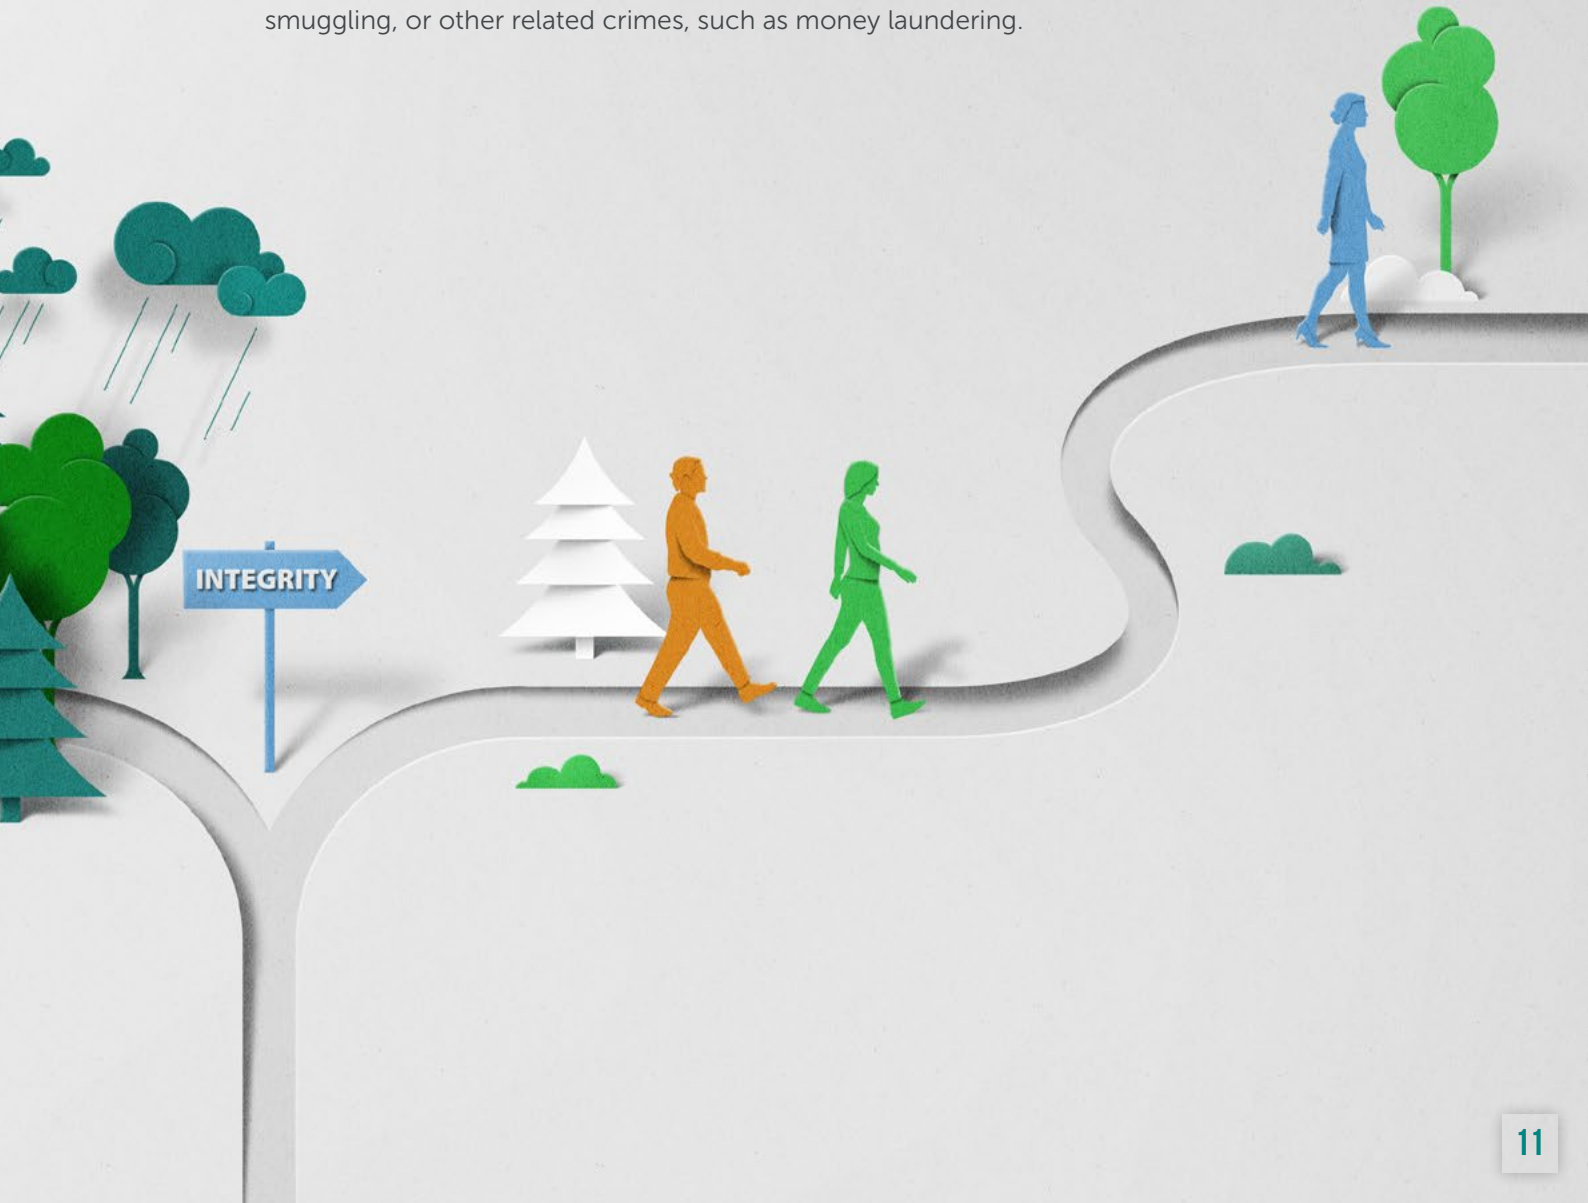 smuggling, or other related crimes, such as money laundering.
INTEGRITY
11